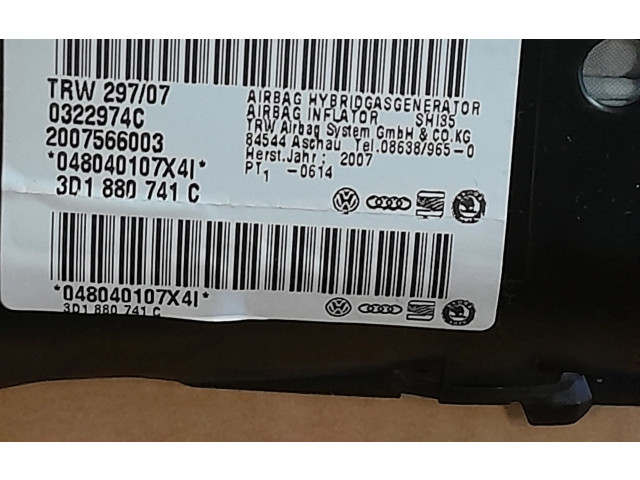 TRW 297/07
0322974C
2007566003
*048040107X4I*
3D1 880 741 C
AIRBAG HYBRIDGASGENERATOR
AIRBAG INFLATOR SHI35
TRW Airbag System GmbH & CO.KG
84544 Aschau Tel.08638/965-0
Herst.Jahr: 2007
PT1 -0614
*048040107X4I*
3D1 880 741 C